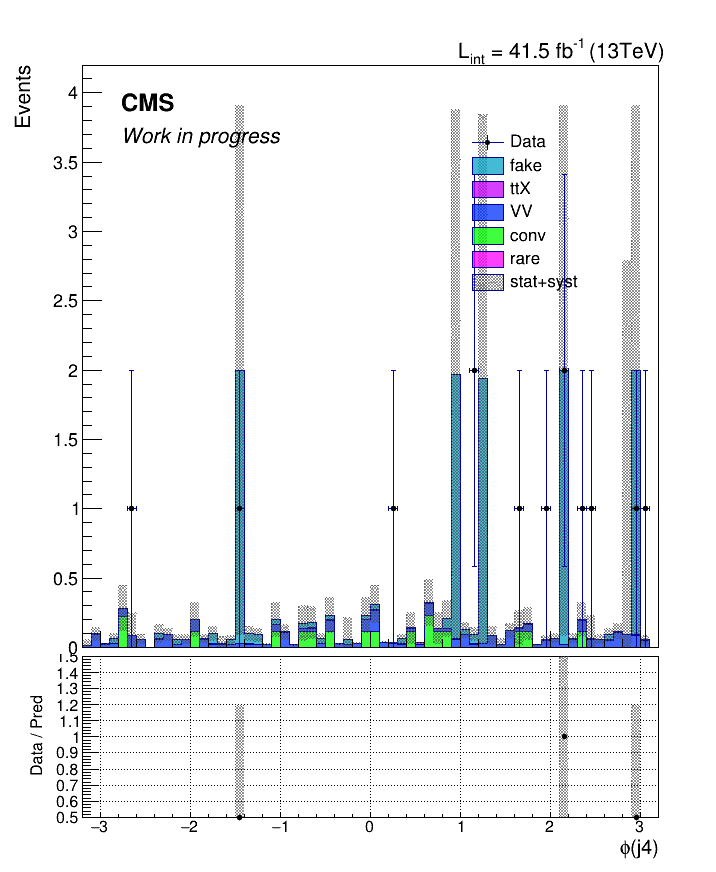 L_int = 41.5 fb^-1 (13TeV)
Events
CMS
Work in progress
Data
fake
ttX
VV
conv
rare
stat+syst
4
3.5
3
2.5
2
1.5
1
0.5
0
Data / Pred
1.5
1.4
1.3
1.2
1.1
1
0.9
0.8
0.7
0.6
0.5
−3 −2 −1 0 1 2 3
ϕ(j4)